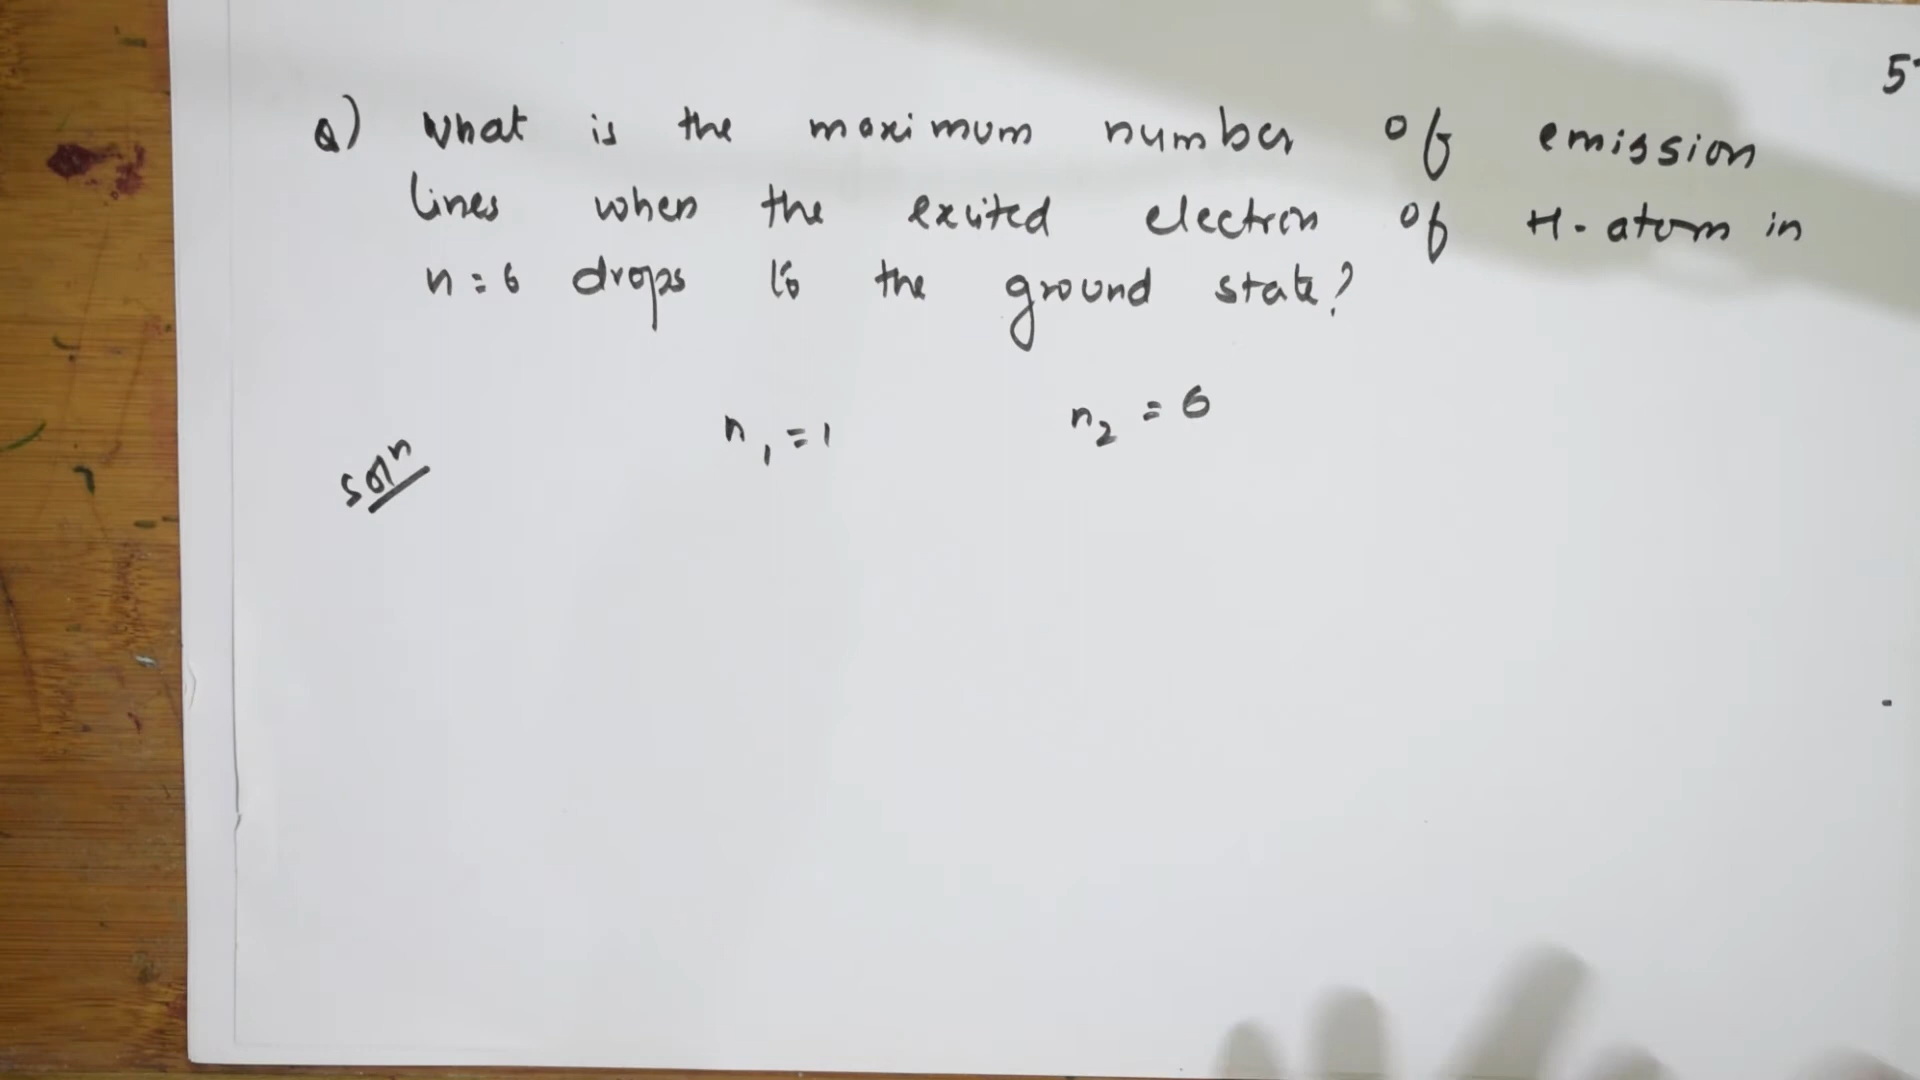 Q) What is the maximum number of emission
lines when the excited electron of H-atom in
n=6 drops to the ground state?
n₁ = 1 n₂ = 6
Solⁿ